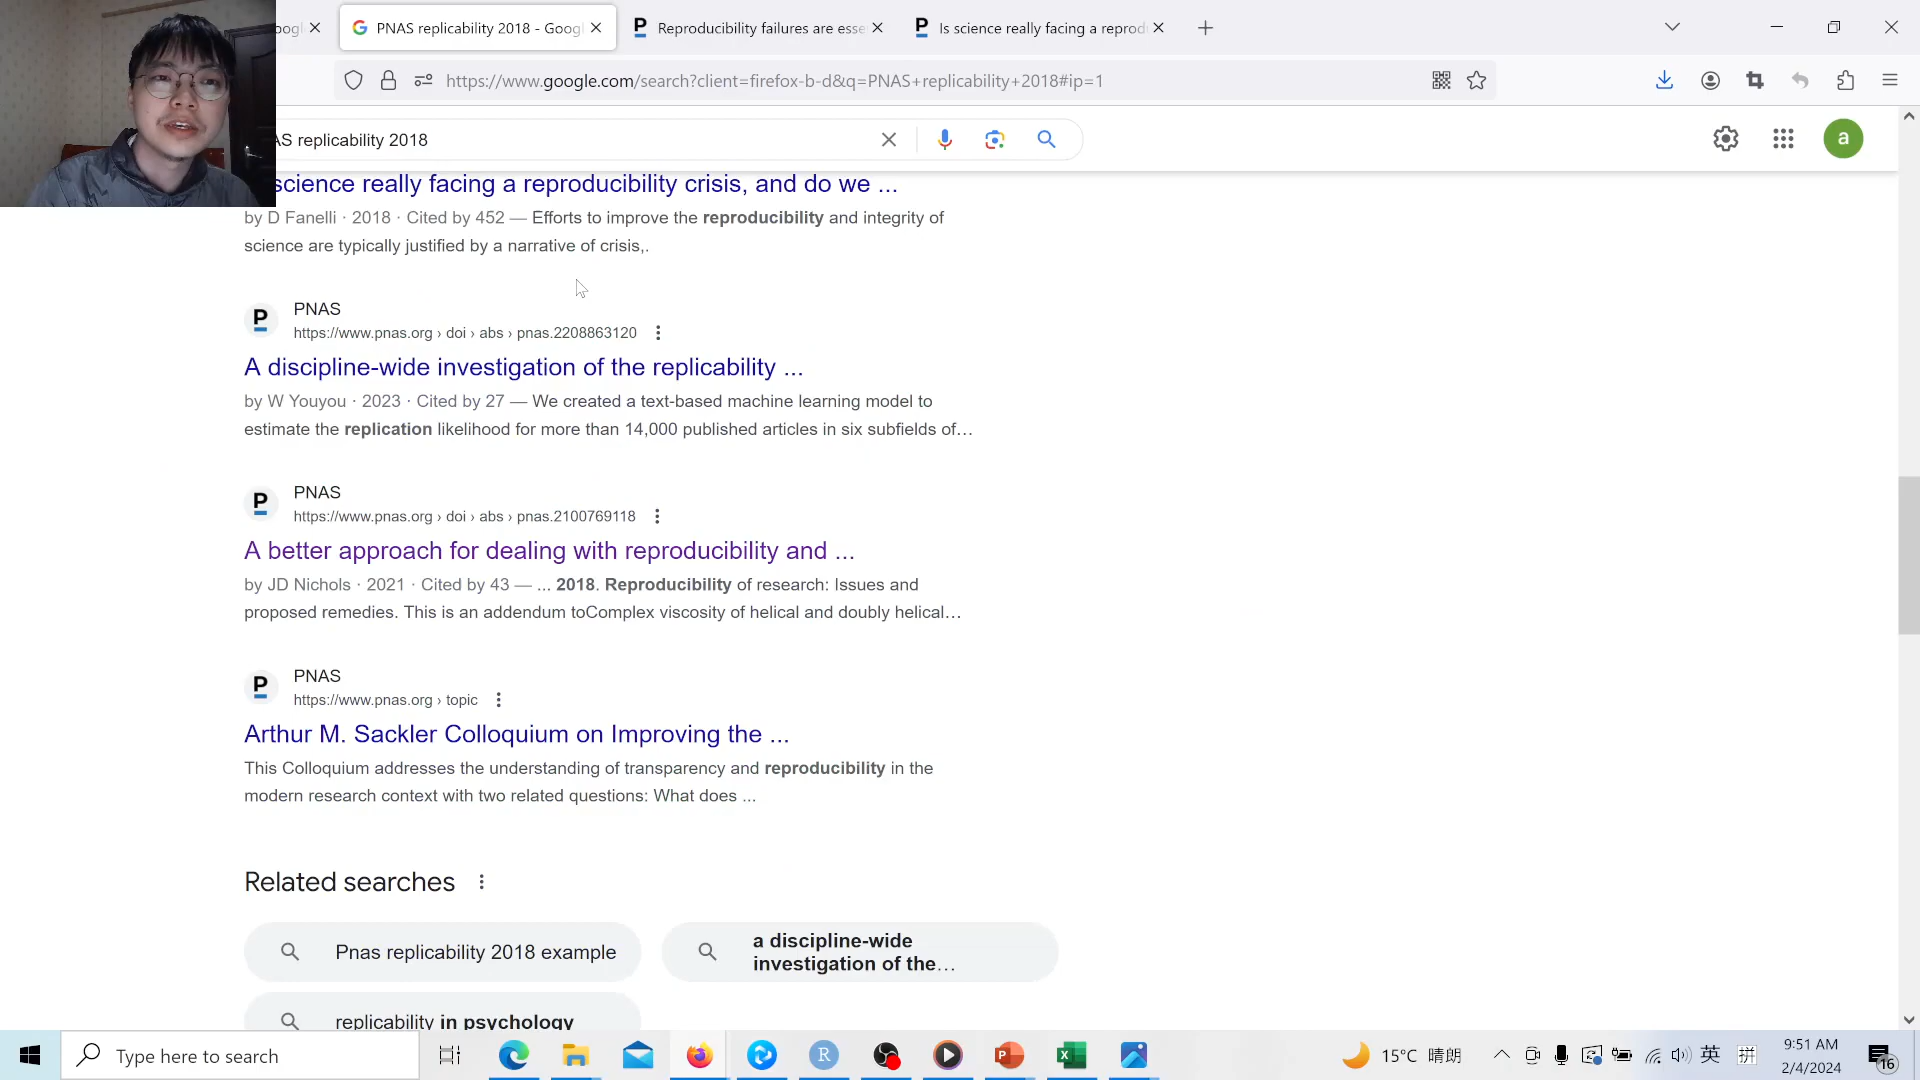 oogl
PNAS replicability 2018 - Googl
Reproducibility failures are esse
Is science really facing a reprod
https://www.google.com/search?client=firefox-b-d&q=PNAS+replicability+2018#ip=1
AS replicability 2018
a
science really facing a reproducibility crisis, and do we ...
by D Fanelli · 2018 · Cited by 452 — Efforts to improve the reproducibility and integrity of
science are typically justified by a narrative of crisis,.
P PNAS
https://www.pnas.org › doi › abs › pnas.2208863120
A discipline-wide investigation of the replicability ...
by W Youyou · 2023 · Cited by 27 — We created a text-based machine learning model to
estimate the replication likelihood for more than 14,000 published articles in six subfields of...
P PNAS
https://www.pnas.org › doi › abs › pnas.2100769118
A better approach for dealing with reproducibility and ...
by JD Nichols · 2021 · Cited by 43 — ... 2018. Reproducibility of research: Issues and
proposed remedies. This is an addendum toComplex viscosity of helical and doubly helical...
P PNAS
https://www.pnas.org › topic
Arthur M. Sackler Colloquium on Improving the ...
This Colloquium addresses the understanding of transparency and reproducibility in the
modern research context with two related questions: What does ...
Related searches
Pnas replicability 2018 example
a discipline-wide
investigation of the...
replicability in psychology
Type here to search
15°C 晴朗
英
拼
9:51 AM
2/4/2024
16